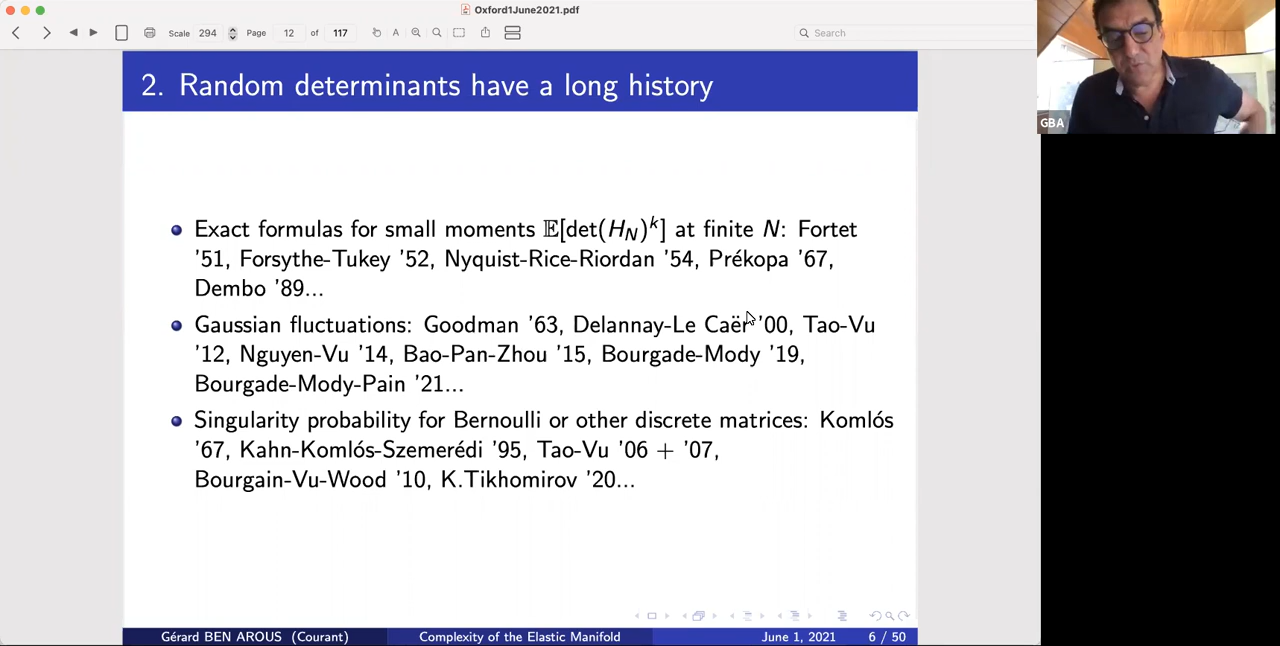 Oxford1June2021.pdf
Scale 294 Page 12 of 117 A Search
GBA
2. Random determinants have a long history
Exact formulas for small moments 𝔼[det(H_N)^k] at finite N: Fortet
'51, Forsythe-Tukey '52, Nyquist-Rice-Riordan '54, Prékopa '67,
Dembo '89...
Gaussian fluctuations: Goodman '63, Delannay-Le Caër '00, Tao-Vu
'12, Nguyen-Vu '14, Bao-Pan-Zhou '15, Bourgade-Mody '19,
Bourgade-Mody-Pain '21...
Singularity probability for Bernoulli or other discrete matrices: Komlós
'67, Kahn-Komlós-Szemerédi '95, Tao-Vu '06 + '07,
Bourgain-Vu-Wood '10, K.Tikhomirov '20...
Gérard BEN AROUS (Courant) Complexity of the Elastic Manifold June 1, 2021 6 / 50